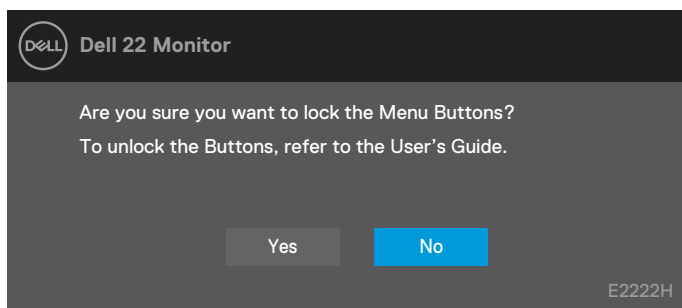 DELL Dell 22 Monitor
Are you sure you want to lock the Menu Buttons?
To unlock the Buttons, refer to the User’s Guide.
Yes No
E2222H